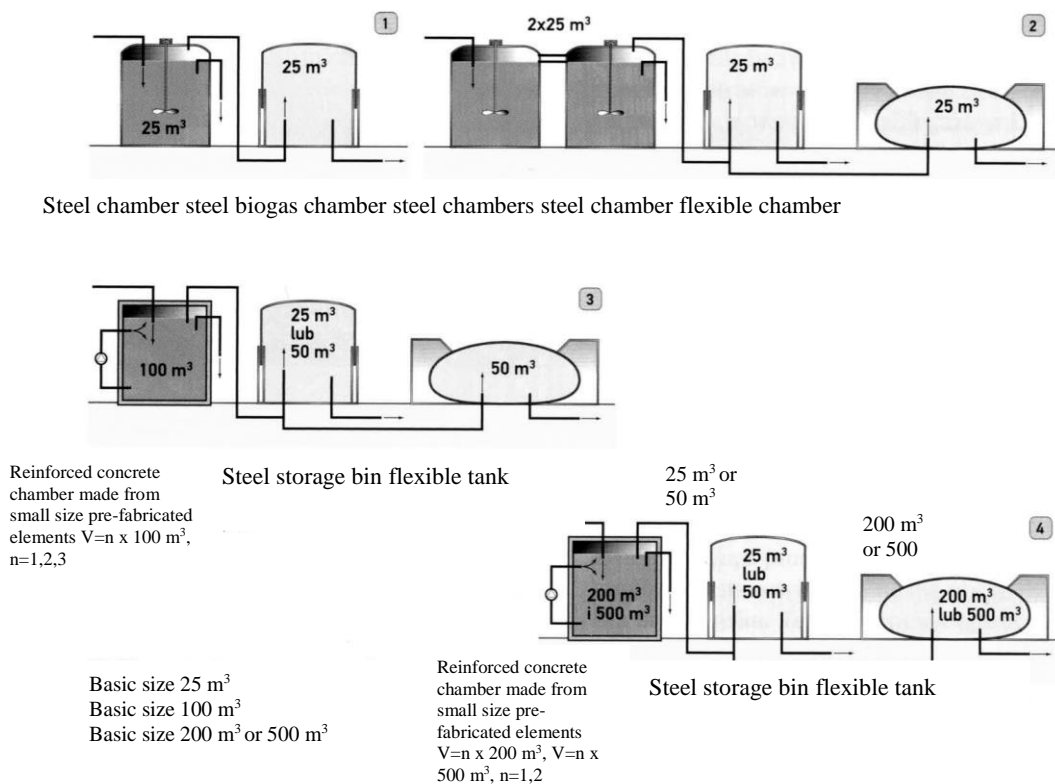 1
25 m³
25 m³
2x25 m³
2
25 m³
25 m³
Steel chamber steel biogas chamber steel chambers steel chamber flexible chamber
3
25 m³
lub
50 m³
100 m³
50 m³
Reinforced concrete
chamber made from
small size pre-fabricated
elements V=n x 100 m³,
n=1,2,3
Steel storage bin flexible tank
25 m³ or
50 m³
200 m³
or 500
4
200 m³
i 500 m³
25 m³
lub
50 m³
200 m³
lub 500 m³
Basic size 25 m³
Basic size 100 m³
Basic size 200 m³ or 500 m³
Reinforced concrete
chamber made from
small size pre-
fabricated elements
V=n x 200 m³, V=n x
500 m³, n=1,2
Steel storage bin flexible tank